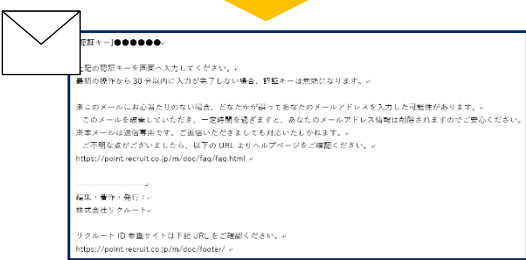 認証キー]●●●●●●
上記の認証キーを画面へ入力してください。
最初の操作から30分以内に入力が完了しない場合、認証キーは無効になります。
※このメールにお心当たりのない場合、どなたかが誤ってあなたのメールアドレスを入力した可能性があります。
このメールを破棄していただき、一定時間を過ぎますと、あなたのメールアドレス情報は削除されますのでご安心ください。
※本メールは送信専用です。ご返信いただきましても対応いたしかねます。
ご不明な点がございましたら、以下のURLよりヘルプページをご確認ください。
https://point.recruit.co.jp/m/doc/faq/faq.html
編集・著作・発行：
株式会社リクルート
リクルートID参画サイトは下記URLをご確認ください。
https://point.recruit.co.jp/m/doc/footer/